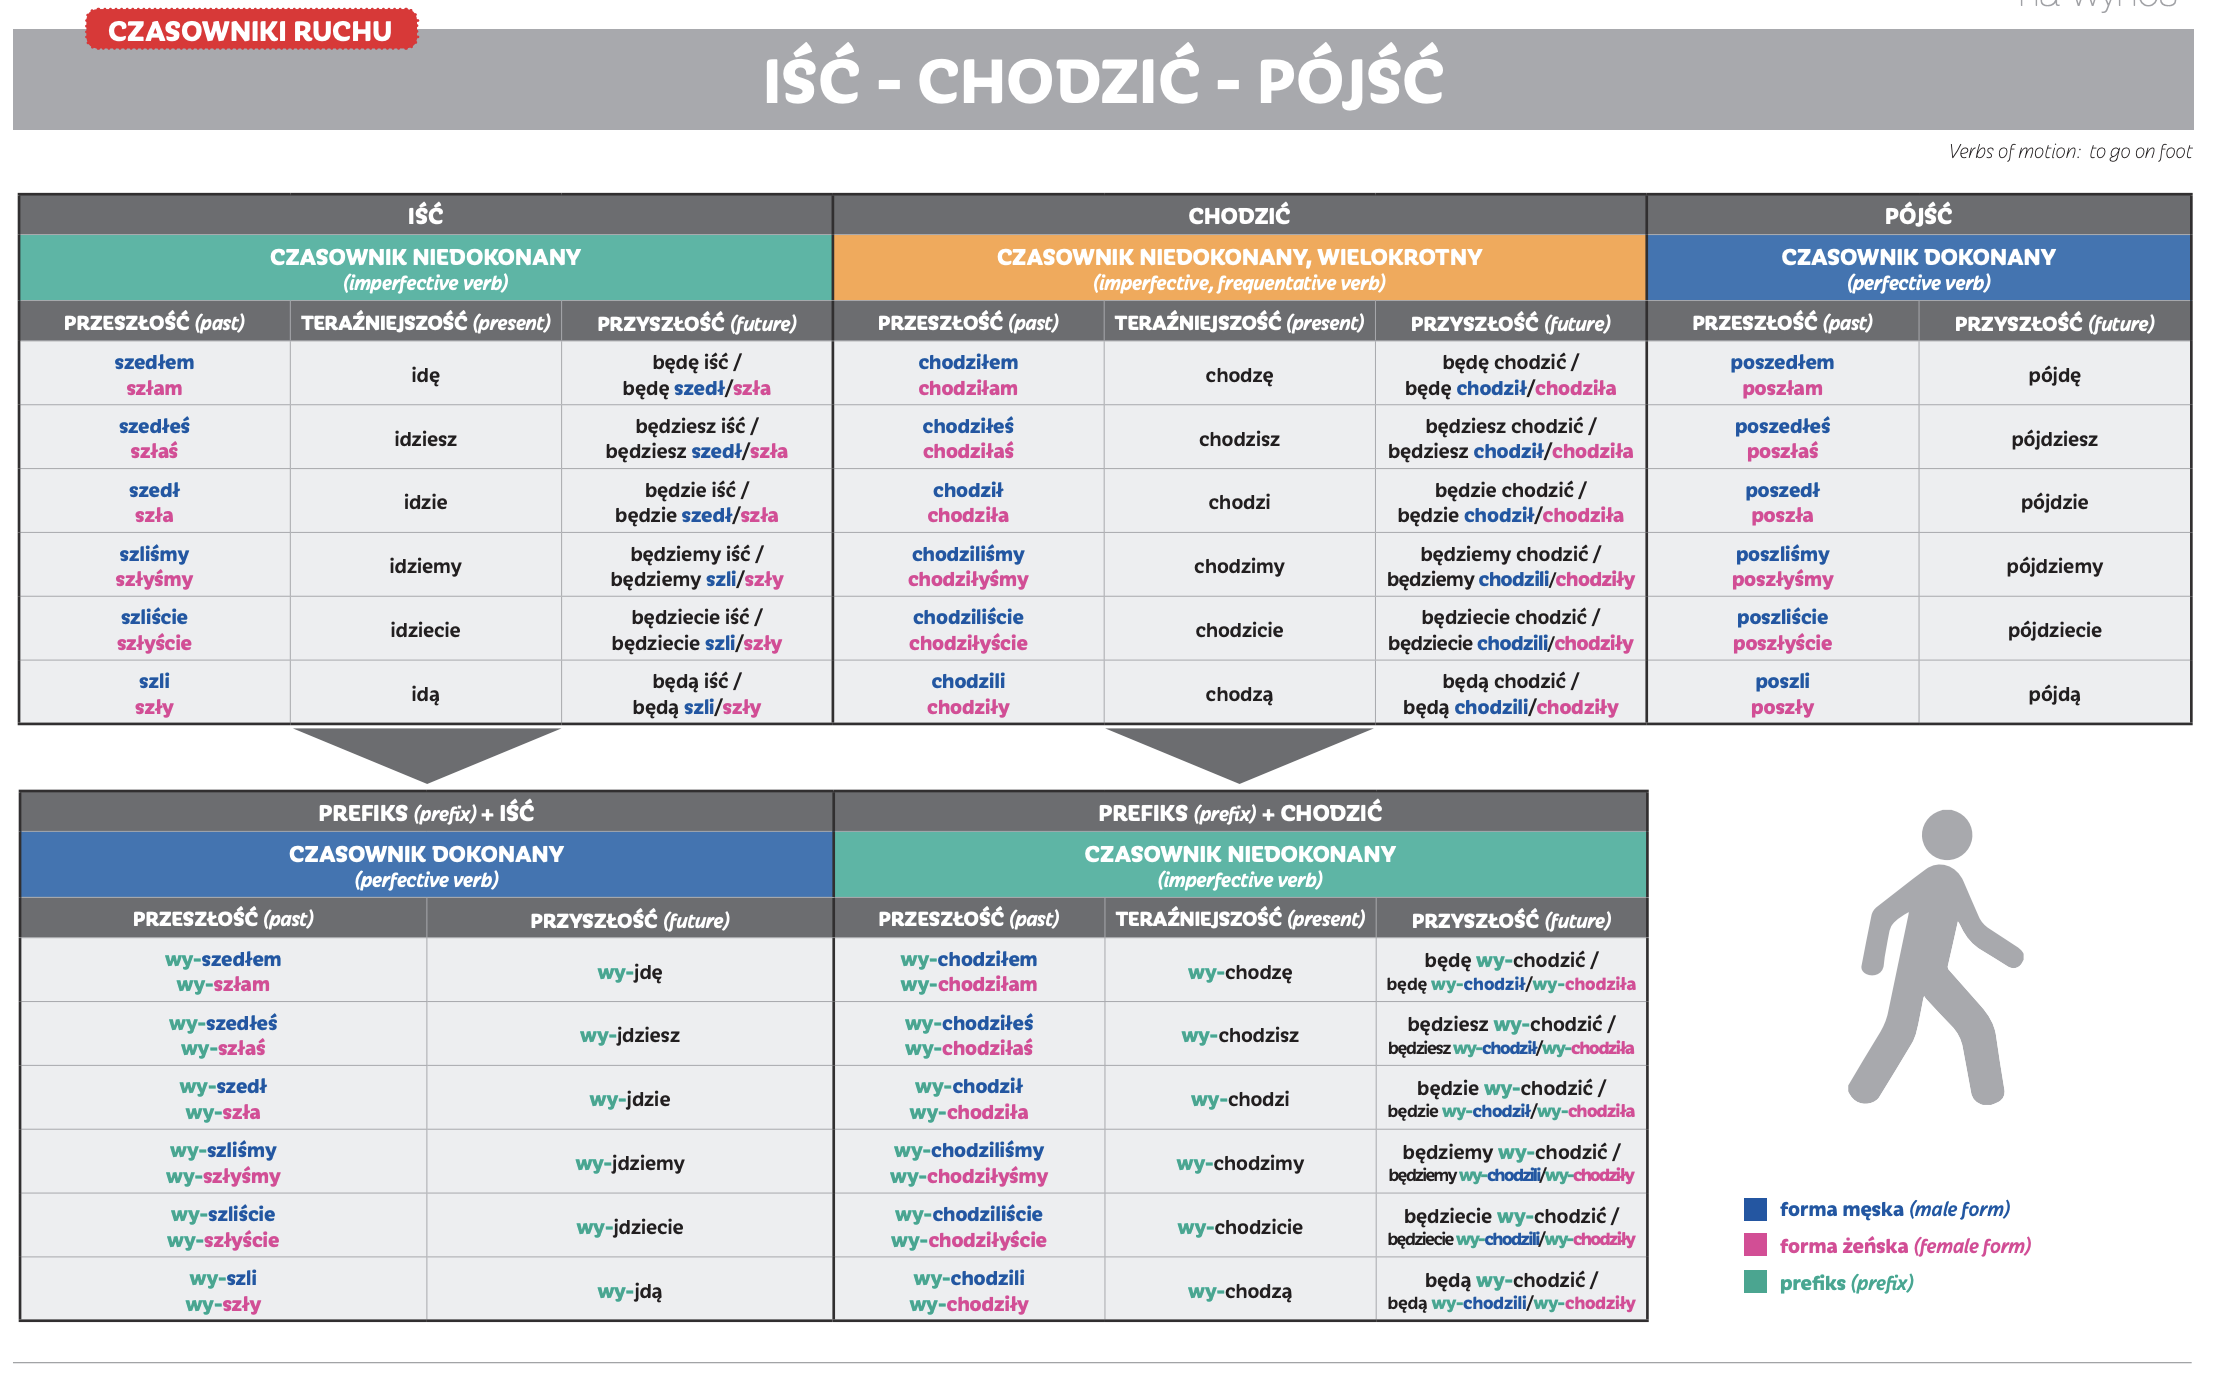 na wynos
CZASOWNIKI RUCHU
IŚĆ - CHODZIĆ - PÓJŚĆ
Verbs of motion: to go on foot
IŚĆ CHODZIĆ PÓJŚĆ
CZASOWNIK NIEDOKONANY CZASOWNIK NIEDOKONANY, WIELOKROTNY CZASOWNIK DOKONANY
(imperfective verb) (imperfective, frequentative verb) (perfective verb)
PRZESZŁOŚĆ (past) TERAŹNIEJSZOŚĆ (present) PRZYSZŁOŚĆ (future) PRZESZŁOŚĆ (past) TERAŹNIEJSZOŚĆ (present) PRZYSZŁOŚĆ (future) PRZESZŁOŚĆ (past) PRZYSZŁOŚĆ (future)
szedłem będę iść / chodziłem będę chodzić / poszedłem
idę chodzę pójdę
szłam będę szedł/szła chodziłam będę chodził/chodziła poszłam
szedłeś będziesz iść / chodziłeś będziesz chodzić / poszedłeś
idziesz chodzisz pójdziesz
szłaś będziesz szedł/szła chodziłaś będziesz chodził/chodziła poszłaś
szedł będzie iść / chodził będzie chodzić / poszedł
idzie chodzi pójdzie
szła będzie szedł/szła chodziła będzie chodził/chodziła poszła
szliśmy będziemy iść / chodziliśmy będziemy chodzić / poszliśmy
idziemy chodzimy pójdziemy
szłyśmy będziemy szli/szły chodziłyśmy będziemy chodzili/chodziły poszłyśmy
szliście będziecie iść / chodziliście będziecie chodzić / poszliście
idziecie chodzicie pójdziecie
szłyście będziecie szli/szły chodziłyście będziecie chodzili/chodziły poszłyście
szli będą iść / chodzili będą chodzić / poszli
idą chodzą pójdą
szły będą szli/szły chodziły będą chodzili/chodziły poszły
PREFIKS (prefix) + IŚĆ PREFIKS (prefix) + CHODZIĆ
CZASOWNIK DOKONANY CZASOWNIK NIEDOKONANY
(perfective verb) (imperfective verb)
PRZESZŁOŚĆ (past) PRZYSZŁOŚĆ (future) PRZESZŁOŚĆ (past) TERAŹNIEJSZOŚĆ (present) PRZYSZŁOŚĆ (future)
wy-szedłem wy-chodziłem będę wy-chodzić /
wy-jdę wy-chodzę
wy-szłam wy-chodziłam będę wy-chodził/wy-chodziła
wy-szedłeś wy-chodziłeś będziesz wy-chodzić /
wy-jdziesz wy-chodzisz
wy-szłaś wy-chodziłaś będziesz wy-chodził/wy-chodziła
wy-szedł wy-chodził będzie wy-chodzić /
wy-jdzie wy-chodzi
wy-szła wy-chodziła będzie wy-chodził/wy-chodziła
wy-szliśmy wy-chodziliśmy będziemy wy-chodzić /
wy-jdziemy wy-chodzimy
wy-szłyśmy wy-chodziłyśmy będziemy wy-chodzili/wy-chodziły
wy-szliście wy-chodziliście będziecie wy-chodzić /
wy-jdziecie wy-chodzicie
wy-szłyście wy-chodziłyście będziecie wy-chodzili/wy-chodziły
wy-szli wy-chodzili będą wy-chodzić /
wy-jdą wy-chodzą
wy-szły wy-chodziły będą wy-chodzili/wy-chodziły
forma męska (male form)
forma żeńska (female form)
prefiks (prefix)